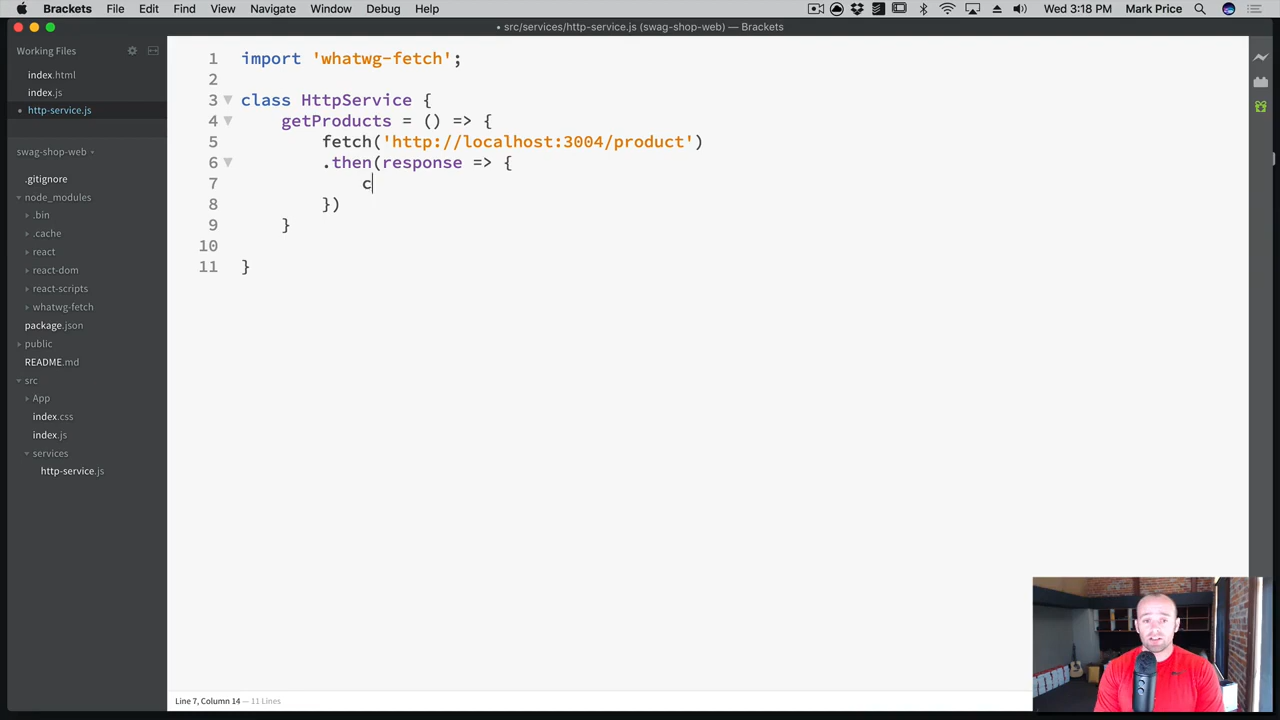 Brackets File Edit Find View Navigate Window Debug Help Wed 3:18 PM Mark Price
• src/services/http-service.js (swag-shop-web) — Brackets
Working Files
index.html
index.js
• http-service.js
swag-shop-web
.gitignore
node_modules
.bin
.cache
react
react-dom
react-scripts
whatwg-fetch
package.json
public
README.md
src
App
index.css
index.js
services
http-service.js
1 import 'whatwg-fetch';
2
3 class HttpService {
4 getProducts = () => {
5 fetch('http://localhost:3004/product')
6 .then(response => {
7 c
8 })
9 }
10
11 }
Line 7, Column 14 — 11 Lines